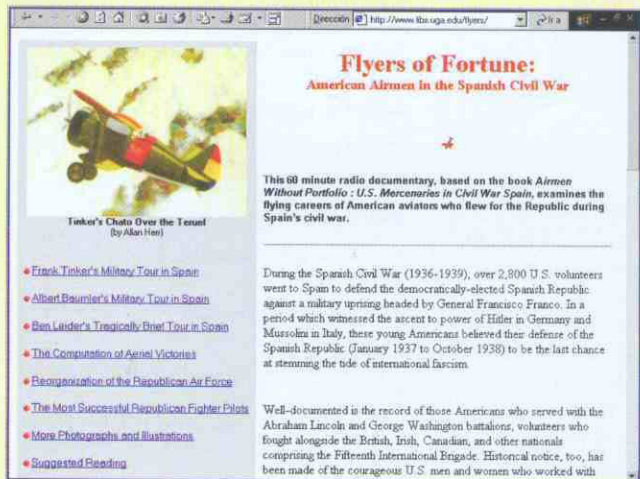 Dirección http://www.libs.uga.edu/flyers/ Ir a
Tinker's Chato Over the Teruel
(by Allan Herr)
Frank Tinker's Military Tour in Spain
Albert Baumler's Military Tour in Spain
Ben Leider's Tragically Brief Tour in Spain
The Computation of Aerial Victories
Reorganization of the Republican Air Force
The Most Successful Republican Fighter Pilots
More Photographs and Illustrations
Suggested Reading
Flyers of Fortune:
American Airmen in the Spanish Civil War
This 60 minute radio documentary, based on the book Airmen
Without Portfolio : U.S. Mercenaries in Civil War Spain, examines the
flying careers of American aviators who flew for the Republic during
Spain's civil war.
During the Spanish Civil War (1936-1939), over 2,800 U.S. volunteers
went to Spain to defend the democratically-elected Spanish Republic
against a military uprising headed by General Francisco Franco. In a
period which witnessed the ascent to power of Hitler in Germany and
Mussolini in Italy, these young Americans believed their defense of the
Spanish Republic (January 1937 to October 1938) to be the last chance
at stemming the tide of international fascism.
Well-documented is the record of those Americans who served with the
Abraham Lincoln and George Washington battalions, volunteers who
fought alongside the British, Irish, Canadian, and other nationals
comprising the Fifteenth International Brigade. Historical notice, too, has
been made of the courageous U.S. men and women who worked with